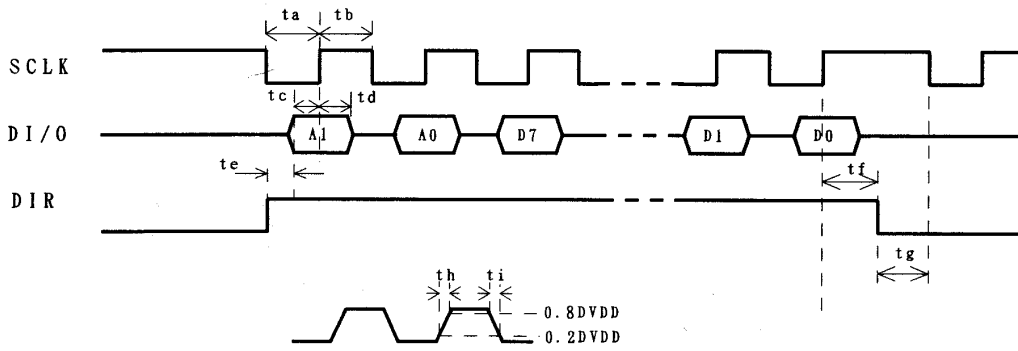 ta tb
SCLK
tc td
DI/O A1 A0 D7 D1 D0
te tf
DIR
tg
th ti
0.8DVDD
0.2DVDD